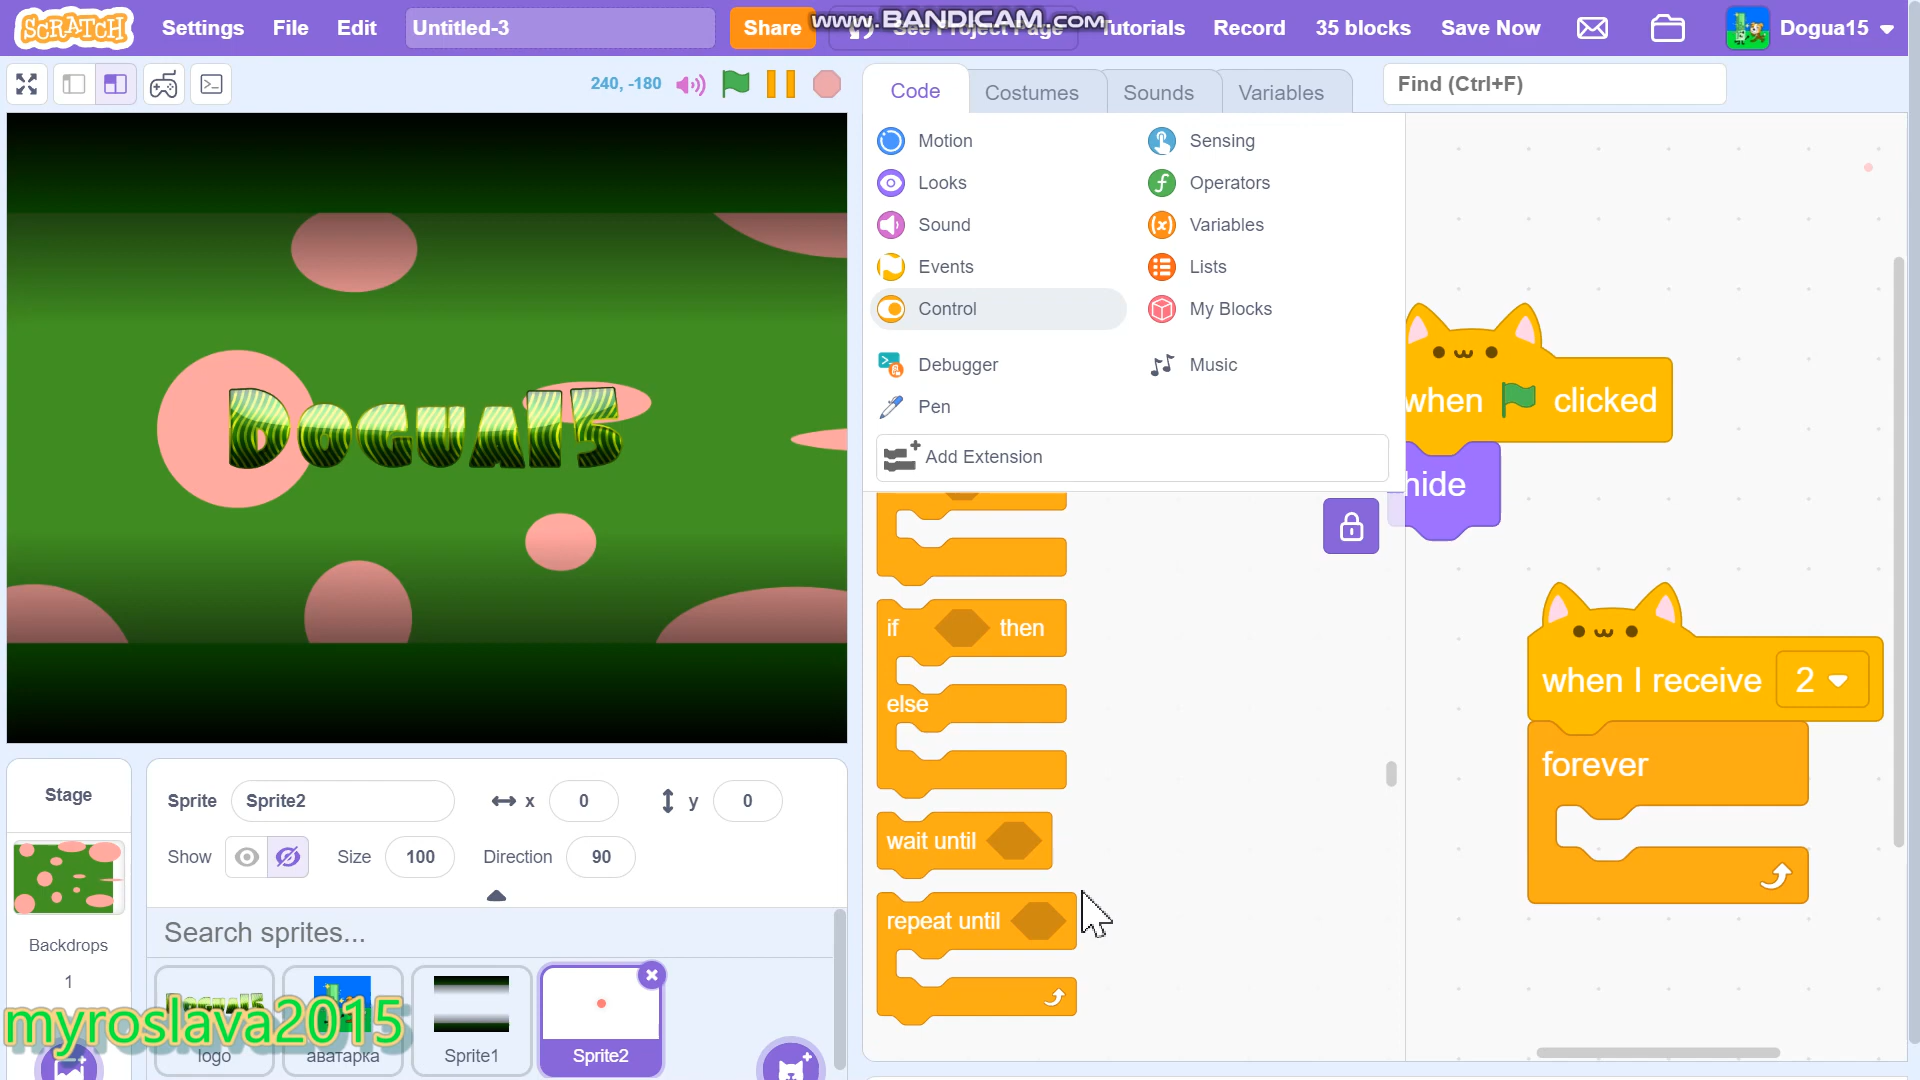 SCRATCH Settings File Edit Untitled-3 Share See Project Page Tutorials Record 35 blocks Save Now Dogua15
www.BANDICAM.com
240, -180
Code Costumes Sounds Variables Find (Ctrl+F)
Motion Sensing
Looks Operators
Sound Variables
Events Lists
Control My Blocks
Debugger Music
Pen
Add Extension
Dogua15
if then
else
wait until
repeat until
when clicked
hide
when I receive 2
forever
Stage
Backdrops
1
Sprite Sprite2 x 0 y 0
Show Size 100 Direction 90
Search sprites...
logo аватарка Sprite1 Sprite2
myroslava2015